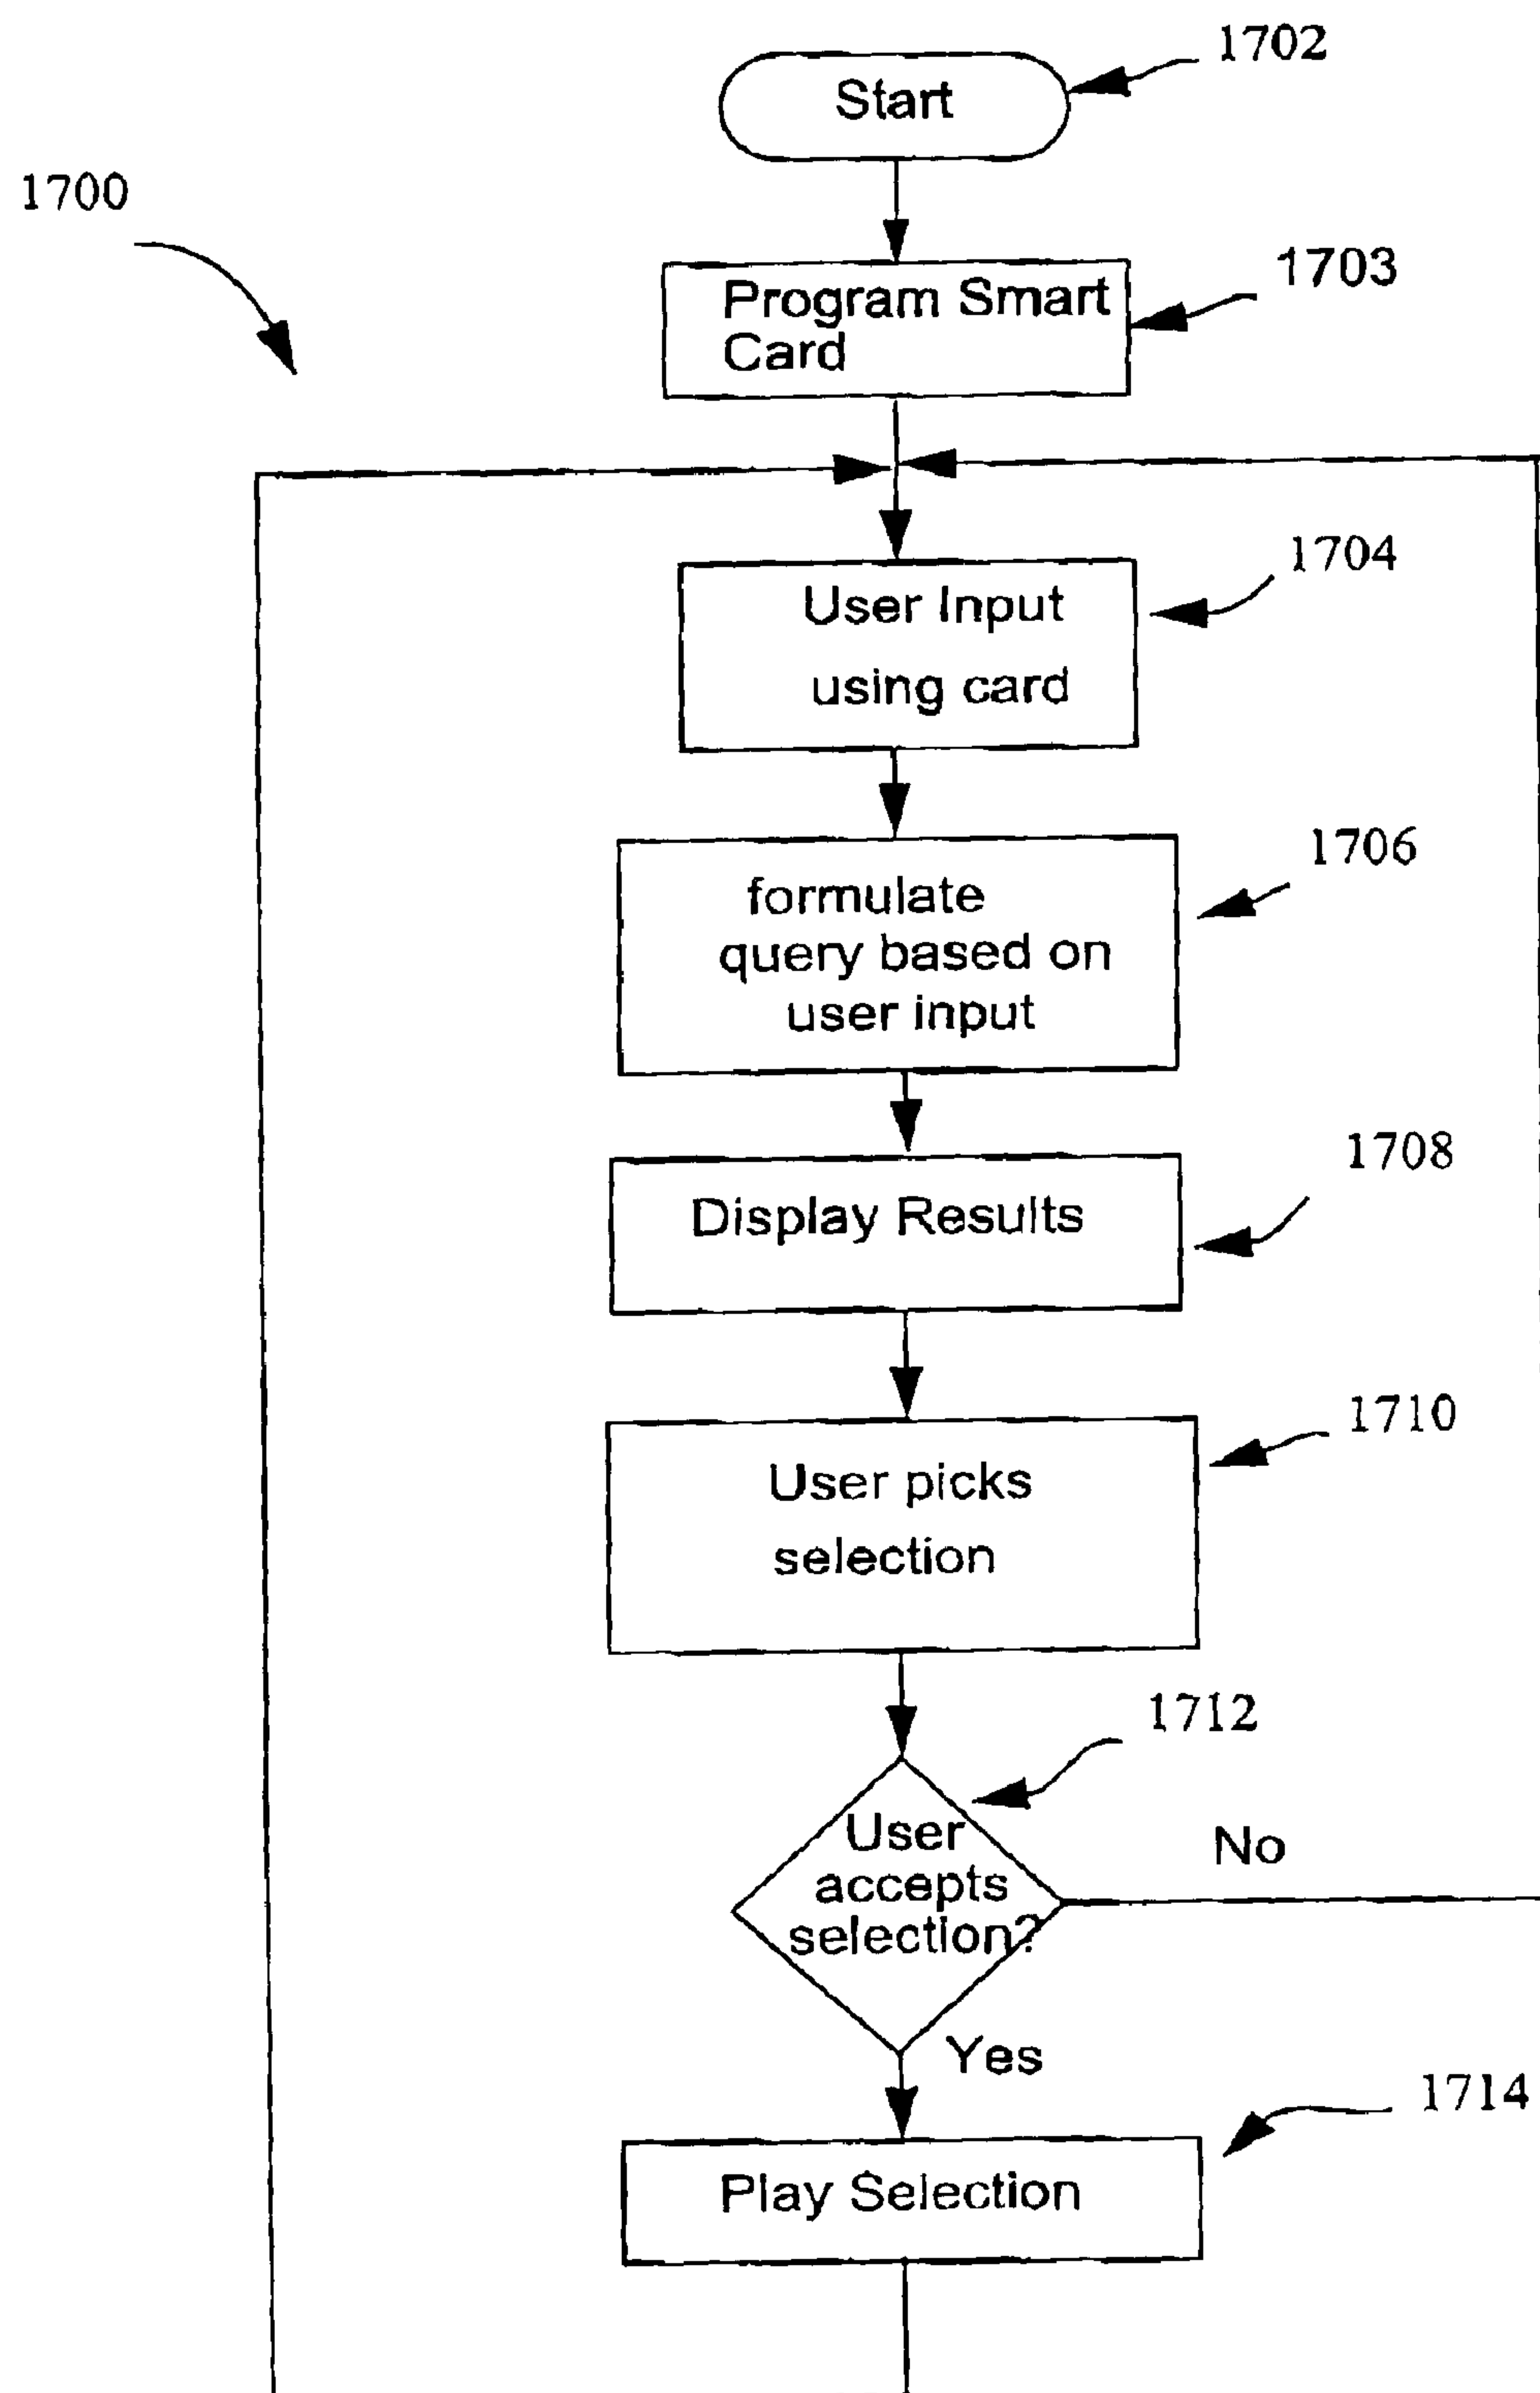 1702
Start
1700
1703
Program Smart
Card
1704
User Input
using card
1706
formulate
query based on
user input
1708
Display Results
1710
User picks
selection
1712
User
accepts
selection?
No
Yes
1714
Play Selection